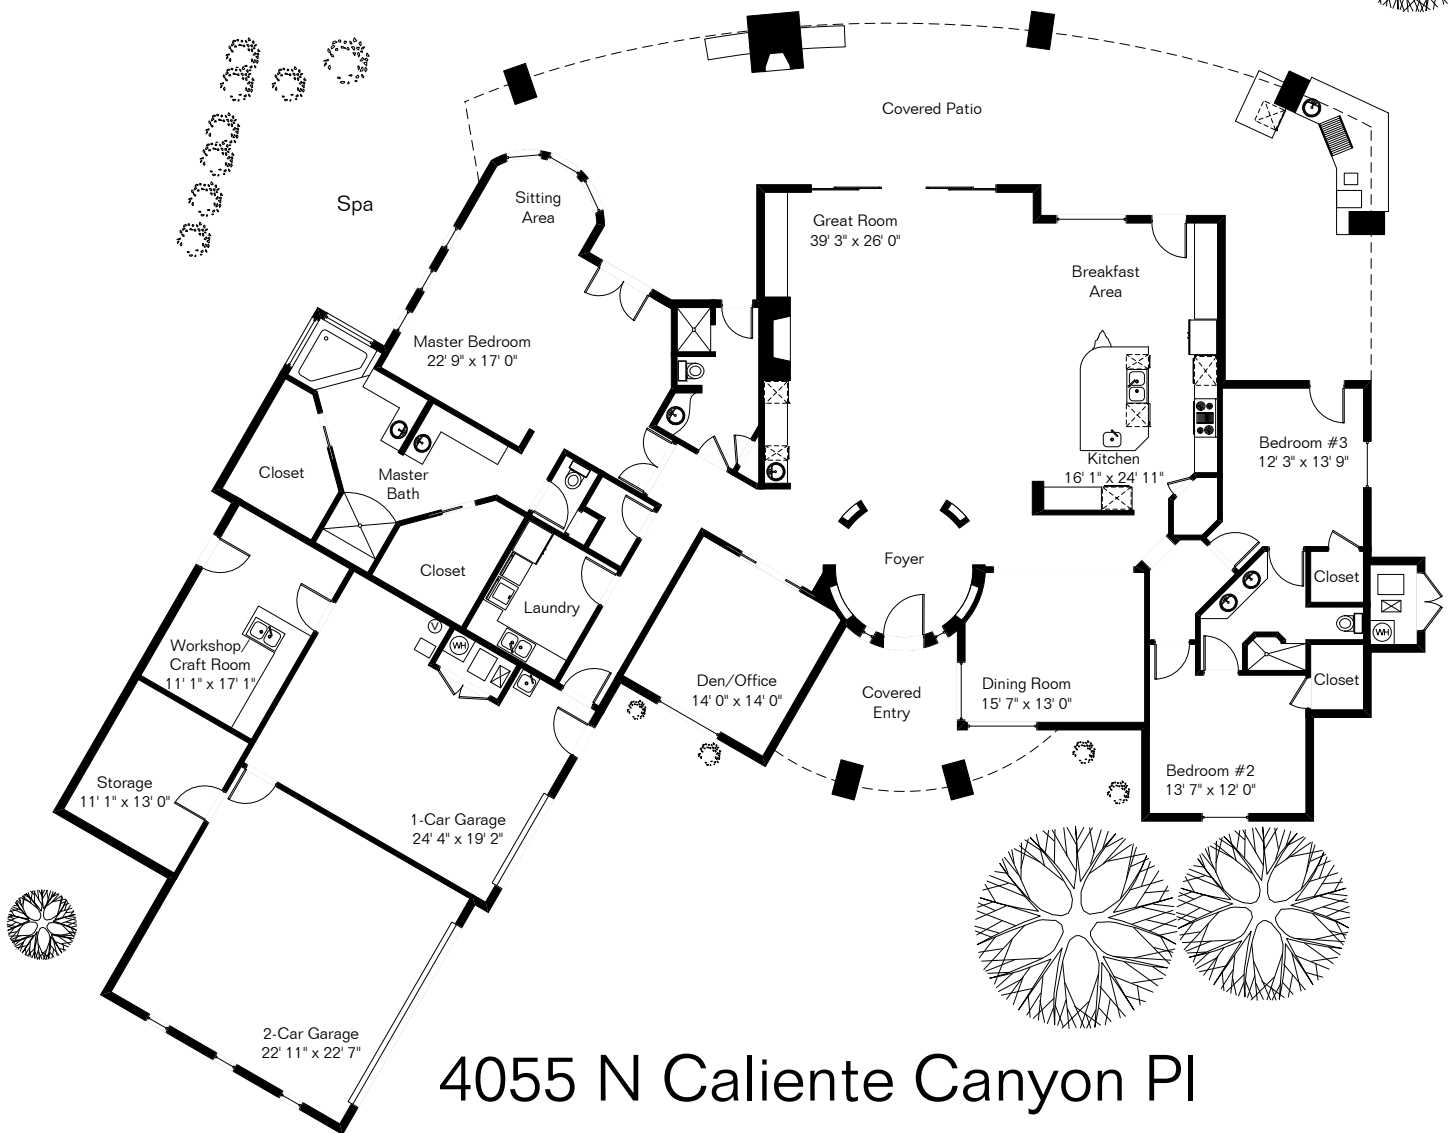 Covered Patio
Spa
Sitting
Area
Great Room
39' 3" x 26' 0"
Breakfast
Area
Master Bedroom
22' 9" x 17' 0"
Bedroom #3
12' 3" x 13' 9"
Kitchen
16' 1" x 24' 11"
Closet
Master
Bath
Foyer
Closet
Closet
Laundry
V
WH
WH
Workshop/
Craft Room
11' 1" x 17' 1"
Den/Office
14' 0" x 14' 0"
Covered
Entry
Dining Room
15' 7" x 13' 0"
Closet
Bedroom #2
13' 7" x 12' 0"
Storage
11' 1" x 13' 0"
1-Car Garage
24' 4" x 19' 2"
2-Car Garage
22' 11" x 22' 7"
4055 N Caliente Canyon Pl